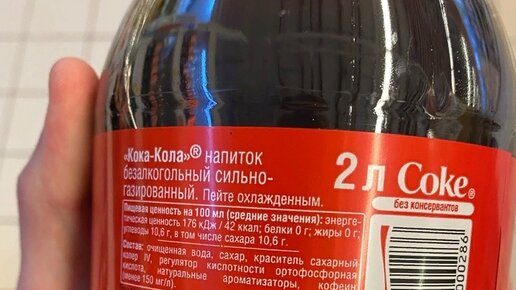 «Кока-Кола»® напиток
безалкогольный сильно-
газированный. Пейте охлажденным.
Пищевая ценность на 100 мл (средние значения): энерге-
тическая ценность 176 кДж / 42 ккал; белки 0 г; жиры 0 г;
углеводы 10,6 г, в том числе сахара 10,6 г.
Состав: очищенная вода, сахар, краситель сахарный
колер IV, регулятор кислотности ортофосфорная
кислота, натуральные ароматизаторы, кофеин
(менее 150 мг/л).
2 л Coke®
без консервантов
000286